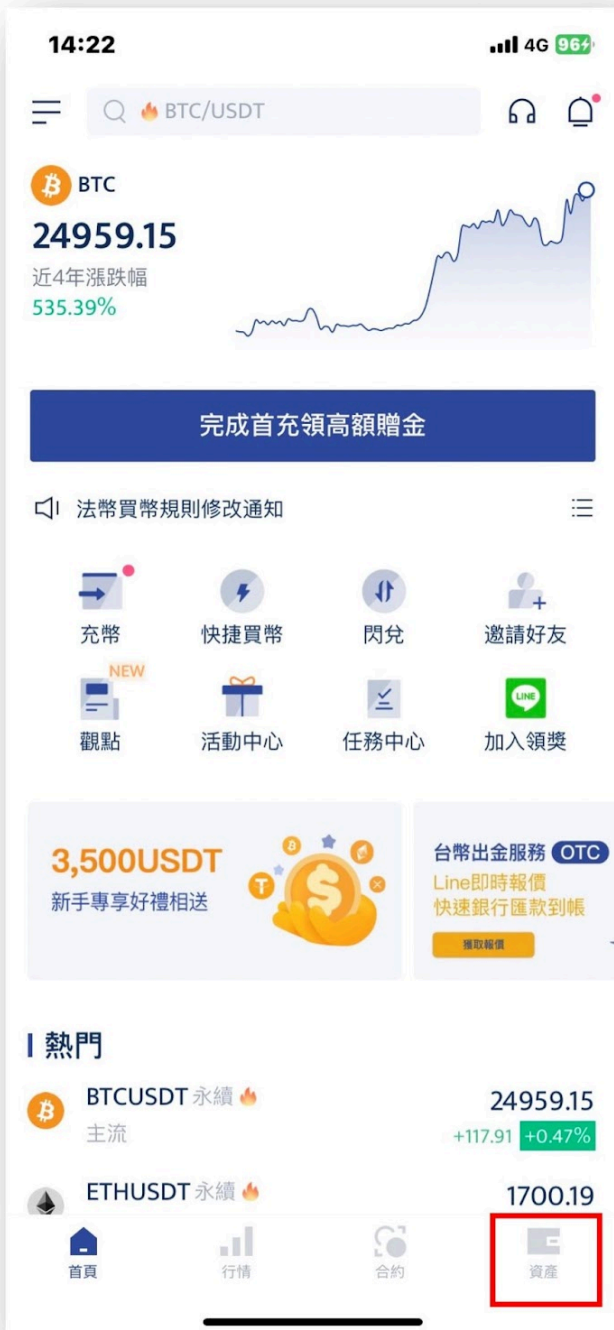 14:22
4G 96
BTC/USDT
BTC
24959.15
近4年漲跌幅
535.39%
完成首充領高額贈金
法幣買幣規則修改通知
充幣 快捷買幣 閃兌 邀請好友
NEW LINE
觀點 活動中心 任務中心 加入領獎
3,500USDT
新手專享好禮相送
台幣出金服務 OTC
Line即時報價
快速銀行匯款到帳
獲取報價
熱門
BTCUSDT 永續 24959.15
主流 +117.91 +0.47%
ETHUSDT 永續 1700.19
首頁 行情 合約 資產